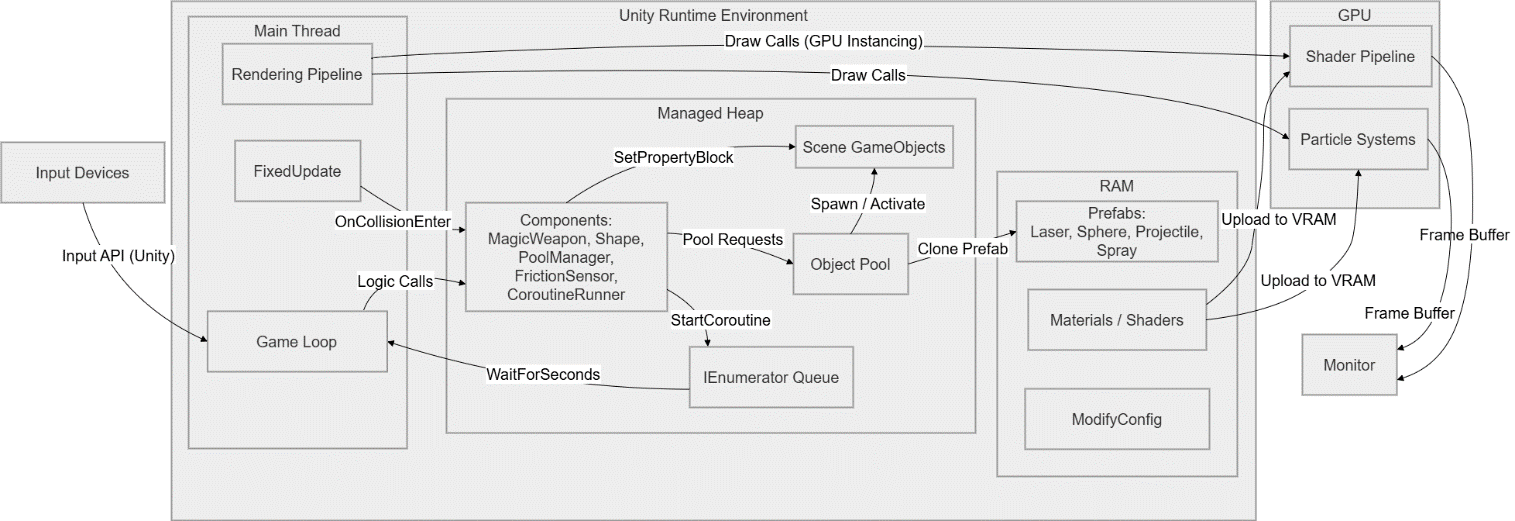 Unity Runtime Environment
GPU
Main Thread
Rendering Pipeline
Draw Calls (GPU Instancing)
Draw Calls
Shader Pipeline
Particle Systems
Managed Heap
Scene GameObjects
SetPropertyBlock
Input Devices
FixedUpdate
OnCollisionEnter
Components:
MagicWeapon, Shape,
PoolManager,
FrictionSensor,
CoroutineRunner
Spawn / Activate
Pool Requests
Object Pool
Clone Prefab
RAM
Prefabs:
Laser, Sphere, Projectile,
Spray
Upload to VRAM
Frame Buffer
Input API (Unity)
Logic Calls
StartCoroutine
Upload to VRAM
Materials / Shaders
Frame Buffer
Game Loop
WaitForSeconds
IEnumerator Queue
Monitor
ModifyConfig